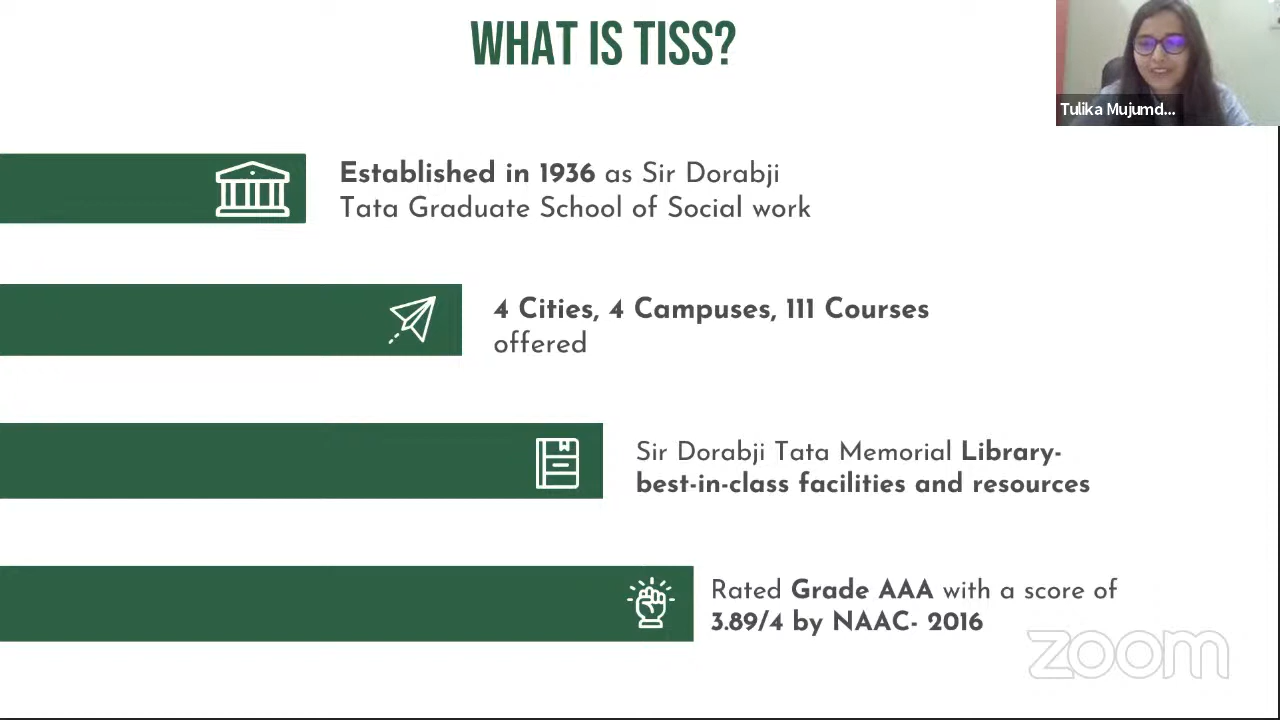 WHAT IS TISS?
Tulika Mujumd...
Established in 1936 as Sir Dorabji
Tata Graduate School of Social work
4 Cities, 4 Campuses, 111 Courses
offered
Sir Dorabji Tata Memorial Library-
best-in-class facilities and resources
Rated Grade AAA with a score of
3.89/4 by NAAC- 2016
zoom